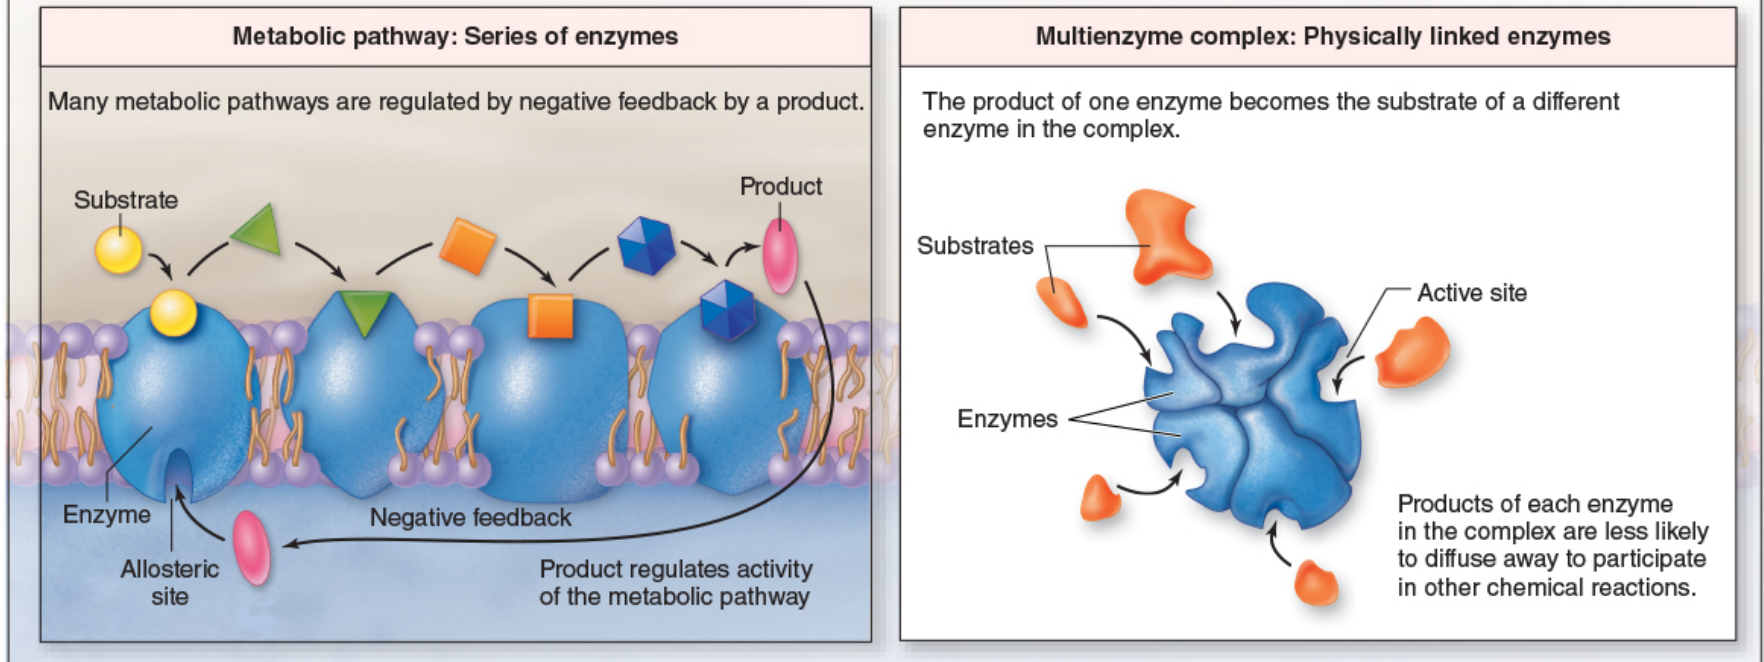 Metabolic pathway: Series of enzymes
Many metabolic pathways are regulated by negative feedback by a product.
Substrate
Product
Enzyme
Allosteric
site
Negative feedback
Product regulates activity
of the metabolic pathway
Multienzyme complex: Physically linked enzymes
The product of one enzyme becomes the substrate of a different
enzyme in the complex.
Substrates
Active site
Enzymes
Products of each enzyme
in the complex are less likely
to diffuse away to participate
in other chemical reactions.